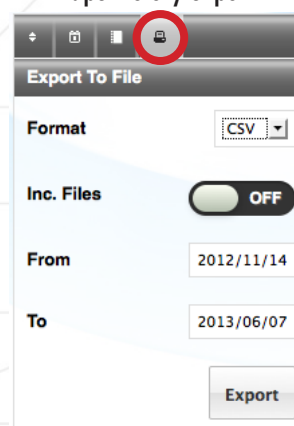 Export To File
Format CSV
Inc. Files OFF
From 2012/11/14
To 2013/06/07
Export